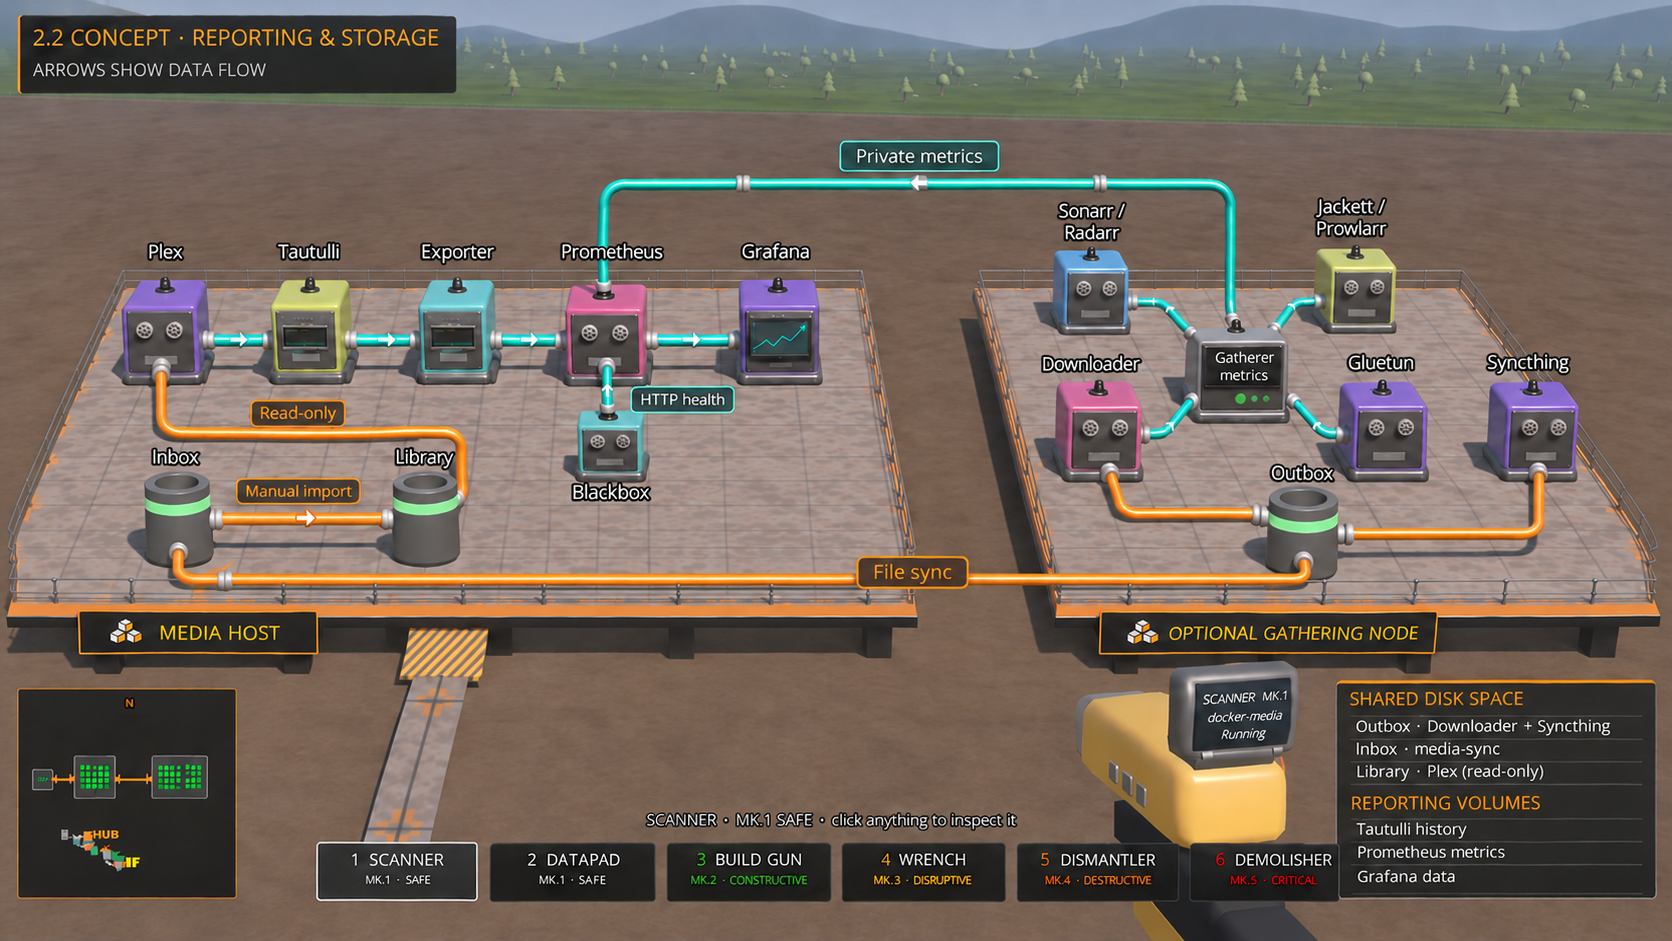 2.2 CONCEPT · REPORTING & STORAGE
ARROWS SHOW DATA FLOW
Private metrics
Sonarr /
Radarr
Jackett /
Prowlarr
Plex
Tautulli
Exporter
Prometheus
Grafana
Gatherer
metrics
Downloader
Gluetun
Syncthing
HTTP health
Read-only
Inbox
Library
Manual import
Blackbox
Outbox
File sync
MEDIA HOST
OPTIONAL GATHERING NODE
N
HUB
SCANNER MK.1
docker-media
Running
SHARED DISK SPACE
Outbox · Downloader + Syncthing
Inbox · media-sync
Library · Plex (read-only)
REPORTING VOLUMES
Tautulli history
Prometheus metrics
Grafana data
SCANNER · MK.1 SAFE · click anything to inspect it
1 SCANNER
MK.1 · SAFE
2 DATAPAD
MK.1 · SAFE
3 BUILD GUN
MK.2 · CONSTRUCTIVE
4 WRENCH
MK.3 · DISRUPTIVE
5 DISMANTLER
MK.4 · DESTRUCTIVE
6 DEMOLISHER
MK.5 · CRITICAL